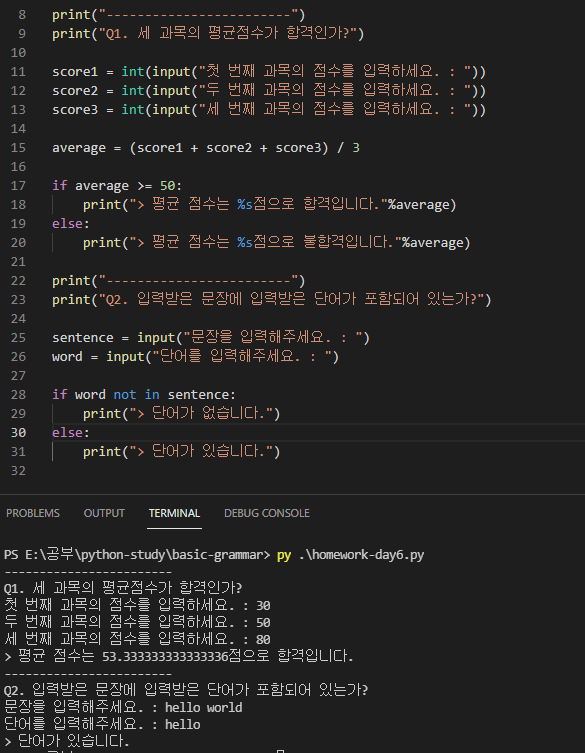 8 print("------------------------")
9 print("Q1. 세 과목의 평균점수가 합격인가?")
10
11 score1 = int(input("첫 번째 과목의 점수를 입력하세요. : "))
12 score2 = int(input("두 번째 과목의 점수를 입력하세요. : "))
13 score3 = int(input("세 번째 과목의 점수를 입력하세요. : "))
14
15 average = (score1 + score2 + score3) / 3
16
17 if average >= 50:
18     print("> 평균 점수는 %s점으로 합격입니다."%average)
19 else:
20     print("> 평균 점수는 %s점으로 불합격입니다."%average)
21
22 print("------------------------")
23 print("Q2. 입력받은 문장에 입력받은 단어가 포함되어 있는가?")
24
25 sentence = input("문장을 입력해주세요. : ")
26 word = input("단어를 입력해주세요. : ")
27
28 if word not in sentence:
29     print("> 단어가 없습니다.")
30 else:
31     print("> 단어가 있습니다.")
32
PROBLEMS OUTPUT TERMINAL DEBUG CONSOLE
PS E:\공부\python-study\basic-grammar> py .\homework-day6.py
------------------------
Q1. 세 과목의 평균점수가 합격인가?
첫 번째 과목의 점수를 입력하세요. : 30
두 번째 과목의 점수를 입력하세요. : 50
세 번째 과목의 점수를 입력하세요. : 80
> 평균 점수는 53.333333333333336점으로 합격입니다.
------------------------
Q2. 입력받은 문장에 입력받은 단어가 포함되어 있는가?
문장을 입력해주세요. : hello world
단어를 입력해주세요. : hello
> 단어가 있습니다.